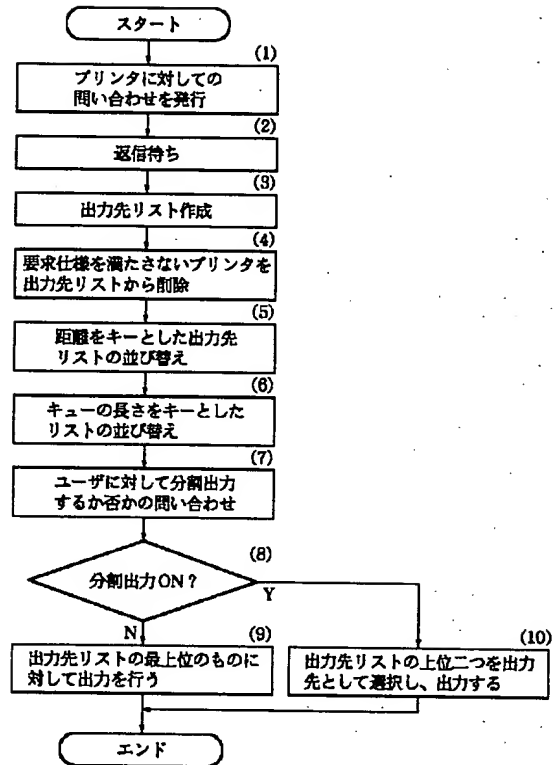 スタート
(1)
プリンタに対しての
問い合わせを発行
(2)
返信待ち
(3)
出力先リスト作成
(4)
要求仕様を満たさないプリンタを
出力先リストから削除
(5)
距離をキーとした出力先
リストの並び替え
(6)
キューの長さをキーとした
リストの並び替え
(7)
ユーザに対して分割出力
するか否かの問い合わせ
(8)
分割出力ON?
Y
N
(9)
出力先リストの最上位のものに
対して出力を行う
(10)
出力先リストの上位二つを出力
先として選択し、出力する
エンド